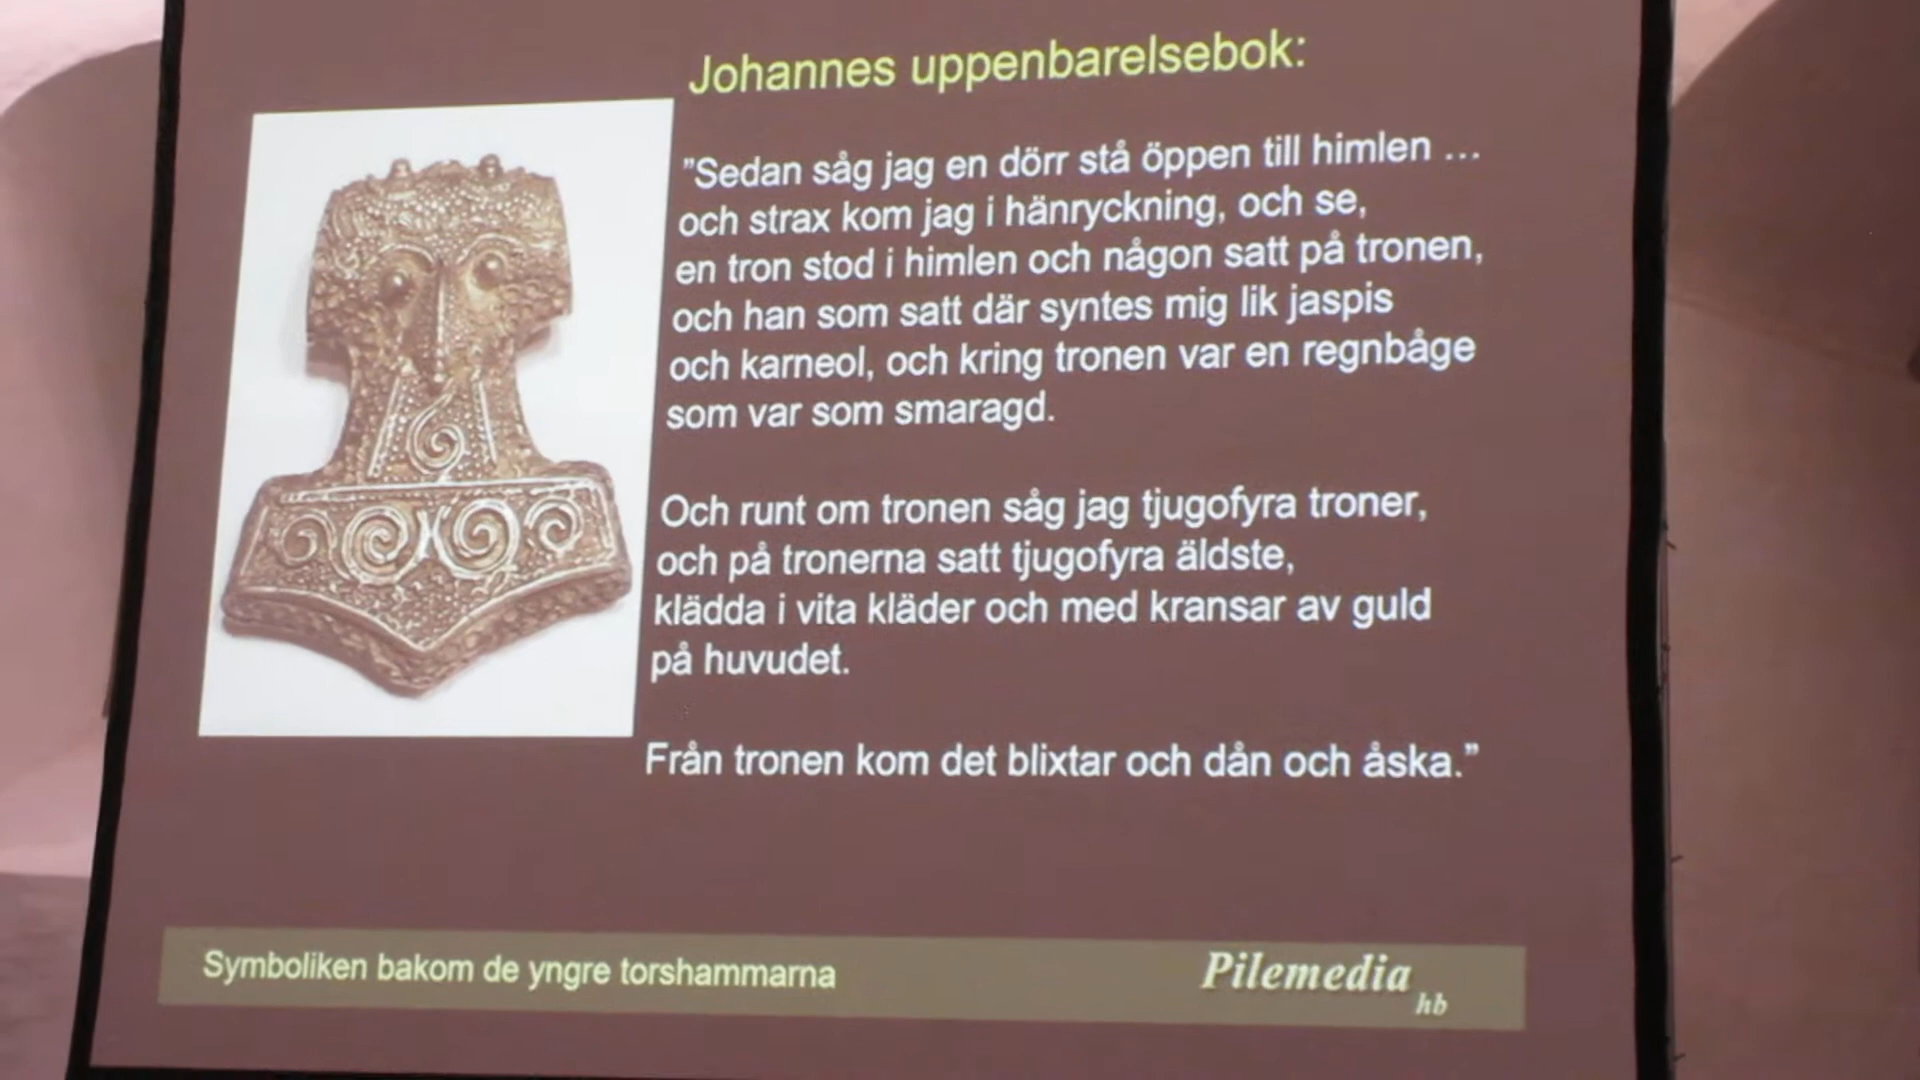 Johannes uppenbarelsebok:
”Sedan såg jag en dörr stå öppen till himlen ...
och strax kom jag i hänryckning, och se,
en tron stod i himlen och någon satt på tronen,
och han som satt där syntes mig lik jaspis
och karneol, och kring tronen var en regnbåge
som var som smaragd.
Och runt om tronen såg jag tjugofyra troner,
och på tronerna satt tjugofyra äldste,
klädda i vita kläder och med kransar av guld
på huvudet.
Från tronen kom det blixtar och dån och åska.”
Symboliken bakom de yngre torshammarna
Pilemedia
hb